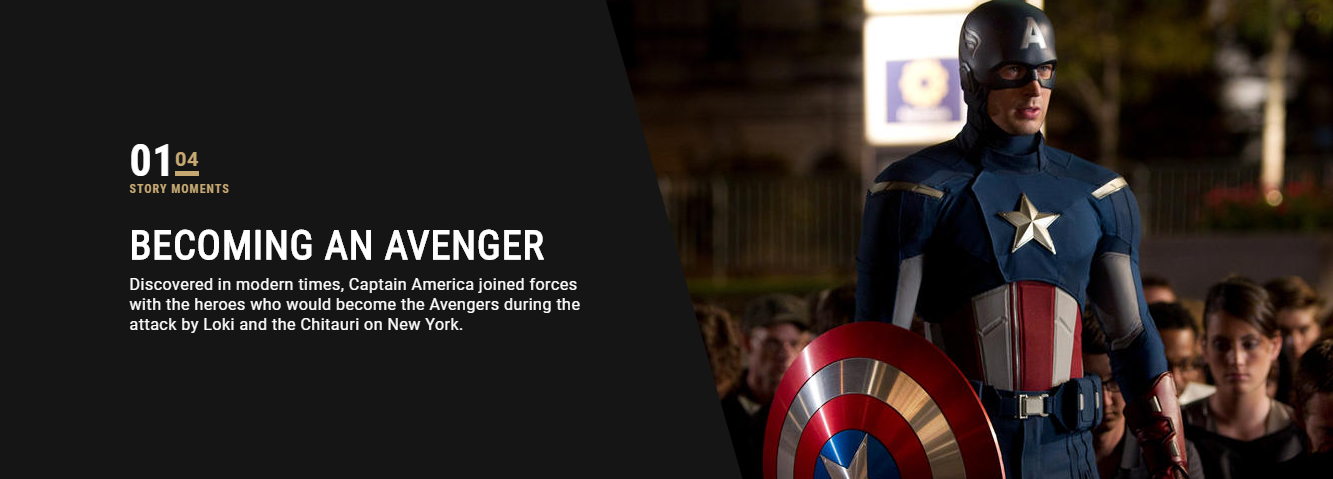 01 04
STORY MOMENTS
BECOMING AN AVENGER
Discovered in modern times, Captain America joined forces
with the heroes who would become the Avengers during the
attack by Loki and the Chitauri on New York.
A